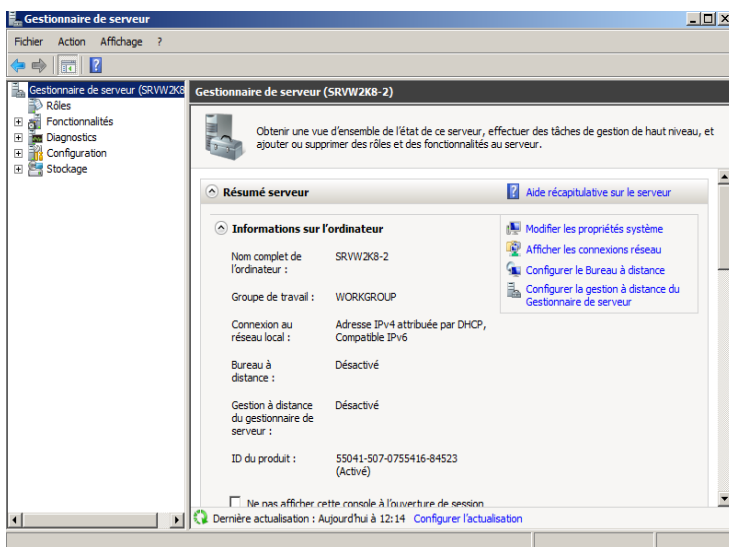 Gestionnaire de serveur
Fichier Action Affichage ?
Gestionnaire de serveur (SRVW2K8
Rôles
Fonctionnalités
Diagnostics
Configuration
Stockage
Gestionnaire de serveur (SRVW2K8-2)
Obtenir une vue d'ensemble de l'état de ce serveur, effectuer des tâches de gestion de haut niveau, et
ajouter ou supprimer des rôles et des fonctionnalités au serveur.
Résumé serveur
Aide récapitulative sur le serveur
Informations sur l'ordinateur
Nom complet de
l'ordinateur :
SRVW2K8-2
Groupe de travail :
WORKGROUP
Connexion au
réseau local :
Adresse IPv4 attribuée par DHCP,
Compatible IPv6
Bureau à
distance :
Désactivé
Gestion à distance
du gestionnaire de
serveur :
Désactivé
ID du produit :
55041-507-0755416-84523
(Activé)
Ne pas afficher cette console à l'ouverture de session
Modifier les propriétés système
Afficher les connexions réseau
Configurer le Bureau à distance
Configurer la gestion à distance du
Gestionnaire de serveur
Dernière actualisation : Aujourd'hui à 12:14 Configurer l'actualisation